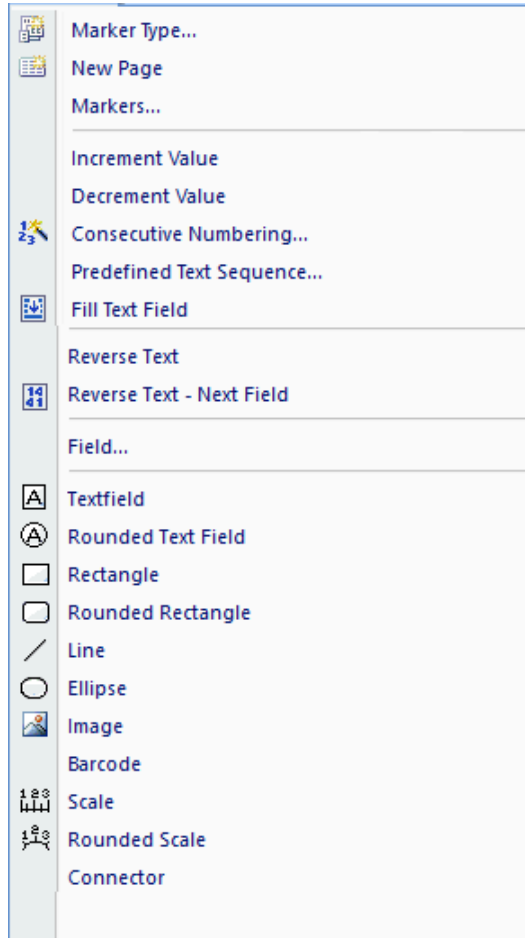 Marker Type...
New Page
Markers...
Increment Value
Decrement Value
Consecutive Numbering...
Predefined Text Sequence...
Fill Text Field
Reverse Text
Reverse Text - Next Field
Field...
Textfield
Rounded Text Field
Rectangle
Rounded Rectangle
Line
Ellipse
Image
Barcode
Scale
Rounded Scale
Connector